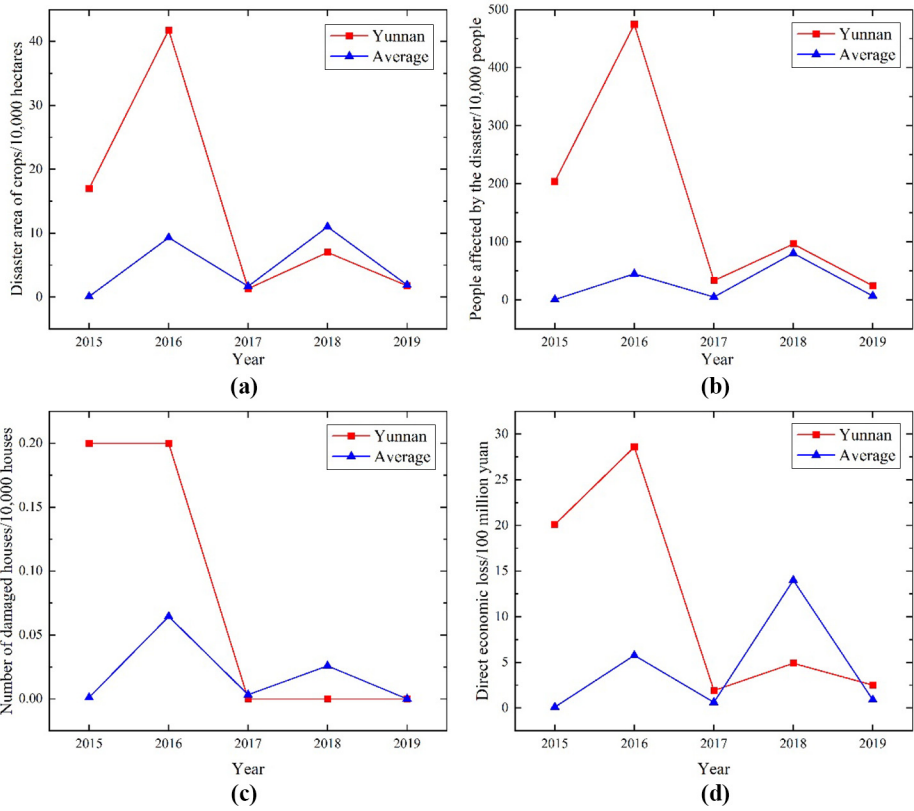 Disaster area of crops/10,000 hectares
40
30
20
10
0
Yunnan
Average
2015 2016 2017 2018 2019
Year
(a)
People affected by the disaster/10,000 people
500
400
300
200
100
0
Yunnan
Average
2015 2016 2017 2018 2019
Year
(b)
Number of damaged houses/10,000 houses
0.20
0.15
0.10
0.05
0.00
Yunnan
Average
2015 2016 2017 2018 2019
Year
(c)
Direct economic loss/100 million yuan
30
25
20
15
10
5
0
Yunnan
Average
2015 2016 2017 2018 2019
Year
(d)